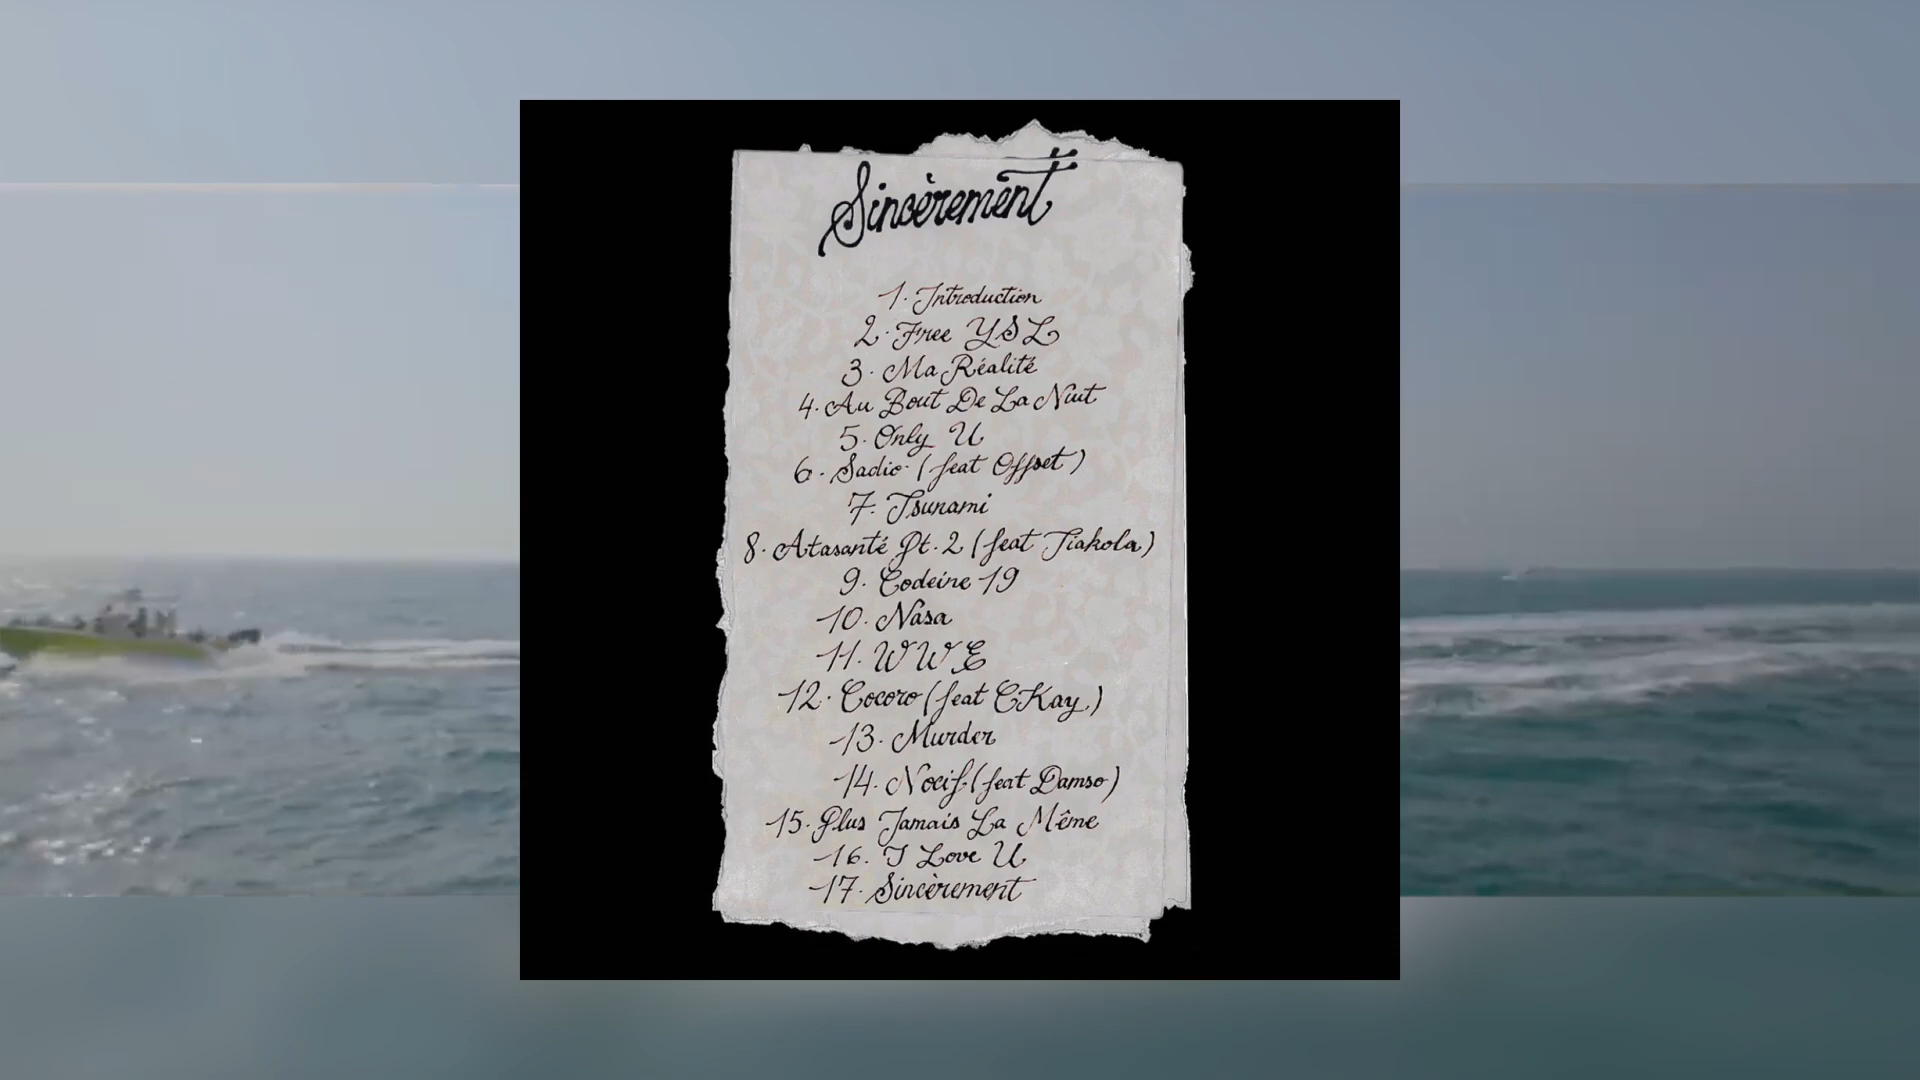 Sincèrement
1. Introduction
2. Free YSL
3. Ma Réalité
4. Au Bout De La Nuit
5. Only U
6. Sadio (feat Offset)
7. Tsunami
8. Atasanté Pt. 2 (feat Tiakola)
9. Codeine 19
10. Nasa
11. WWE
12. Cocoro (feat CKay)
13. Murder
14. Nocif (feat Damso)
15. Plus Jamais La Même
16. I Love U
17. Sincèrement